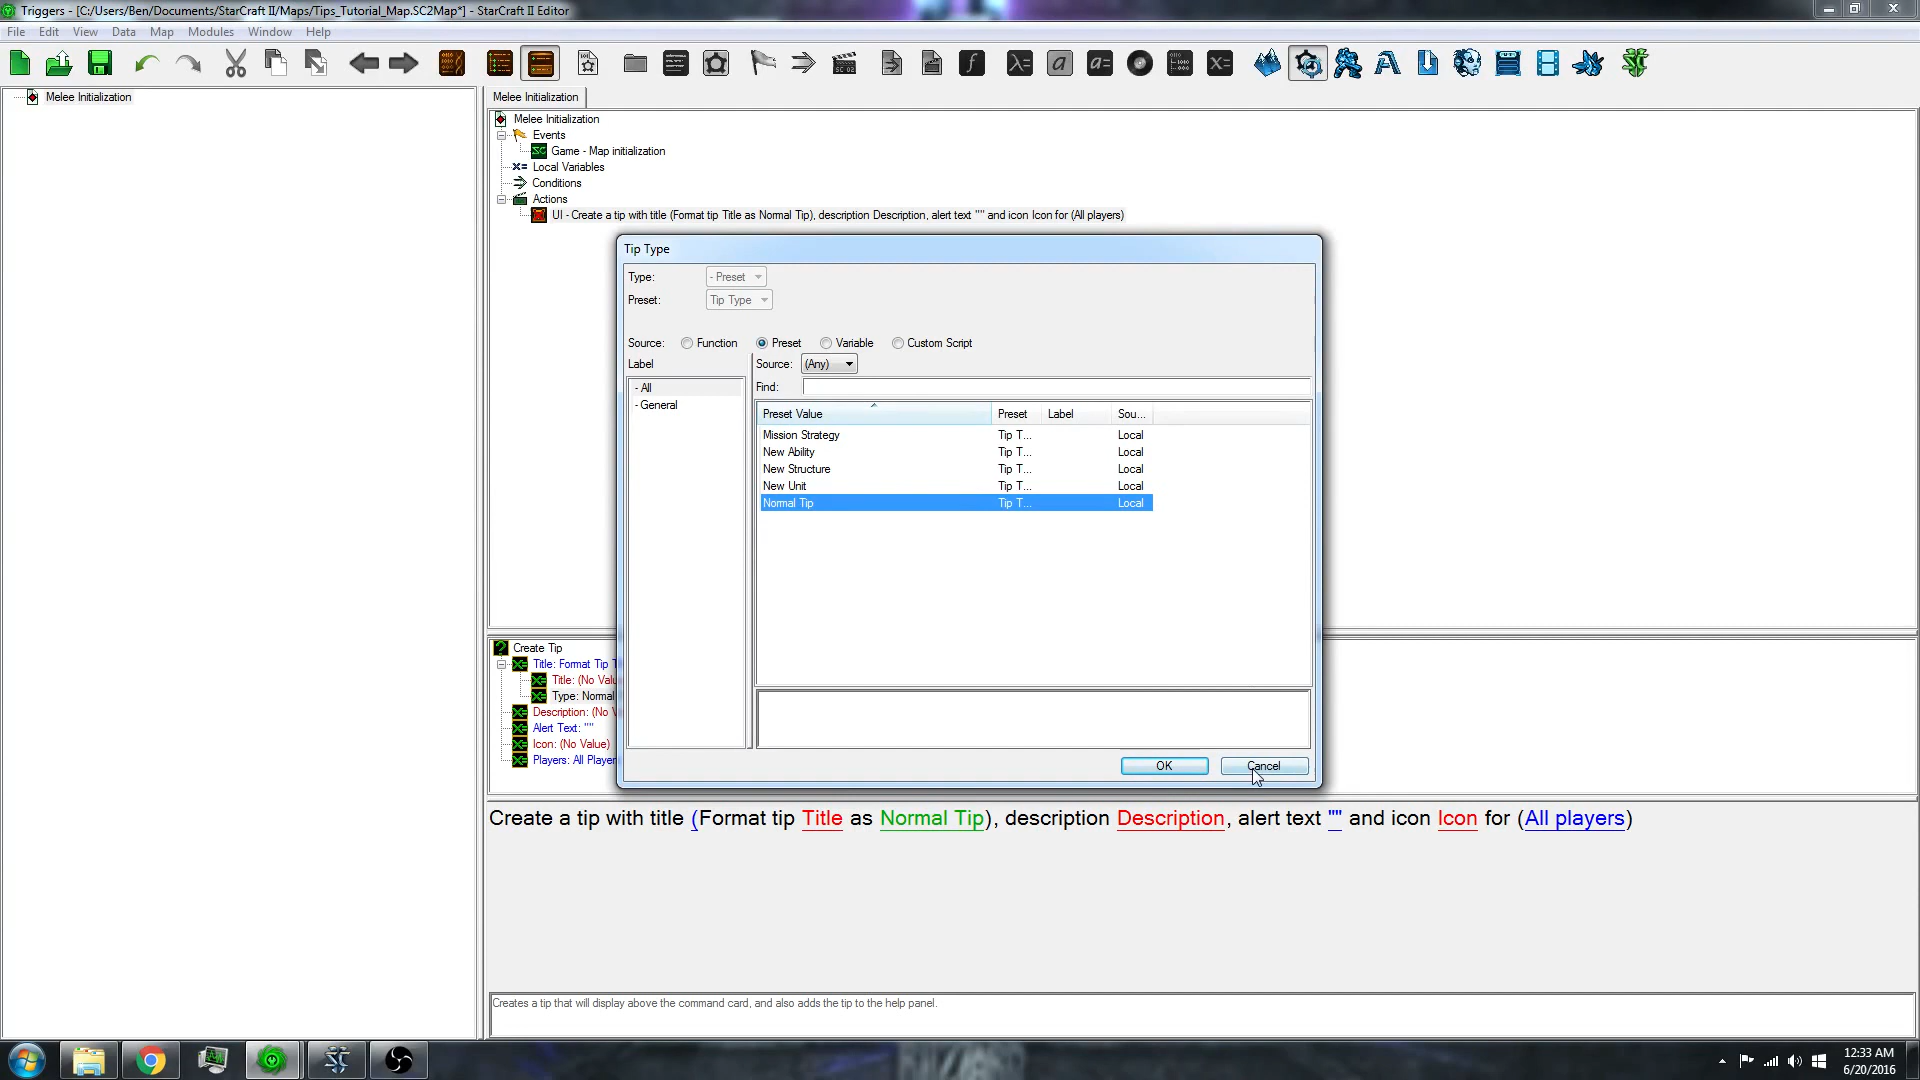 Triggers - [C:/Users/Ben/Documents/StarCraft II/Maps/Tips_Tutorial_Map.SC2Map*] - StarCraft II Editor
File Edit View Data Map Modules Window Help
Melee Initialization
Melee Initialization
Melee Initialization
Events
Game - Map initialization
Local Variables
Conditions
Actions
UI - Create a tip with title (Format tip Title as Normal Tip), description Description, alert text "" and icon Icon for (All players)
Tip Type
Type: - Preset
Preset: Tip Type
Source: Function Preset Variable Custom Script
Label Source: (Any)
- All Find:
- General
Preset Value Preset Label Sou...
Mission Strategy Tip T... Local
New Ability Tip T... Local
New Structure Tip T... Local
New Unit Tip T... Local
Normal Tip Tip T... Local
OK Cancel
Create Tip
Title: Format Tip
Title: (No Valu
Type: Normal
Description: (No
Alert Text: ""
Icon: (No Value)
Players: All Player
Create a tip with title (Format tip Title as Normal Tip), description Description, alert text "" and icon Icon for (All players)
Creates a tip that will display above the command card, and also adds the tip to the help panel.
12:33 AM
6/20/2016